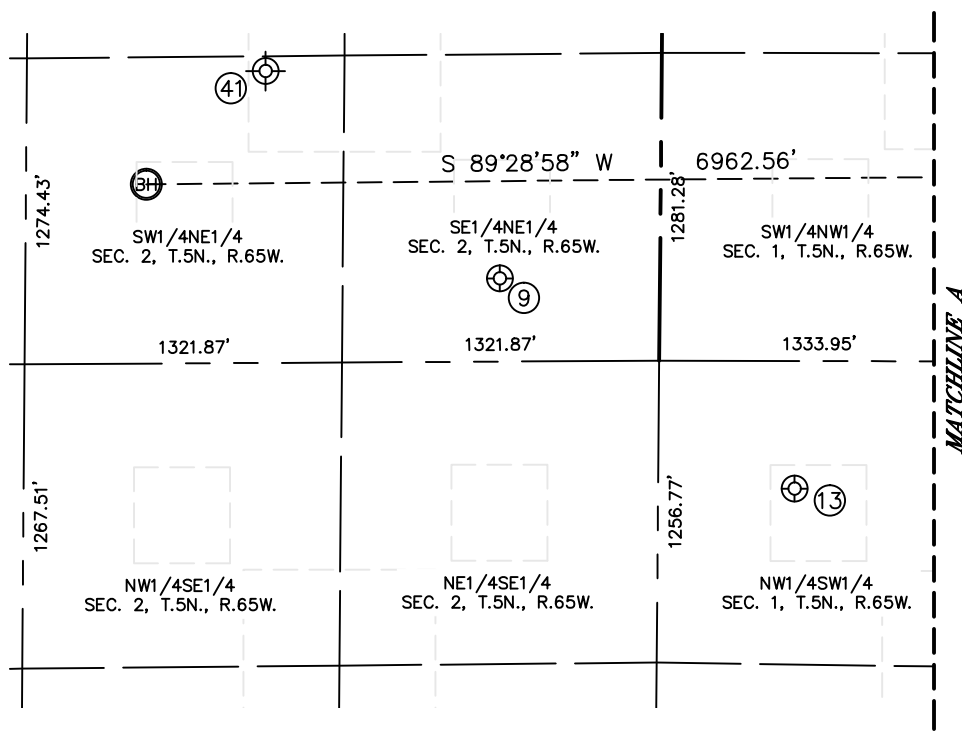 41
S 89°28'58" W 6962.56'
BH
1274.43'
1281.28'
SW1/4NE1/4
SEC. 2, T.5N., R.65W.
SE1/4NE1/4
SEC. 2, T.5N., R.65W.
SW1/4NW1/4
SEC. 1, T.5N., R.65W.
9
MATCHLINE A
1321.87'
1321.87'
1333.95'
1267.51'
1256.77'
13
NW1/4SE1/4
SEC. 2, T.5N., R.65W.
NE1/4SE1/4
SEC. 2, T.5N., R.65W.
NW1/4SW1/4
SEC. 1, T.5N., R.65W.